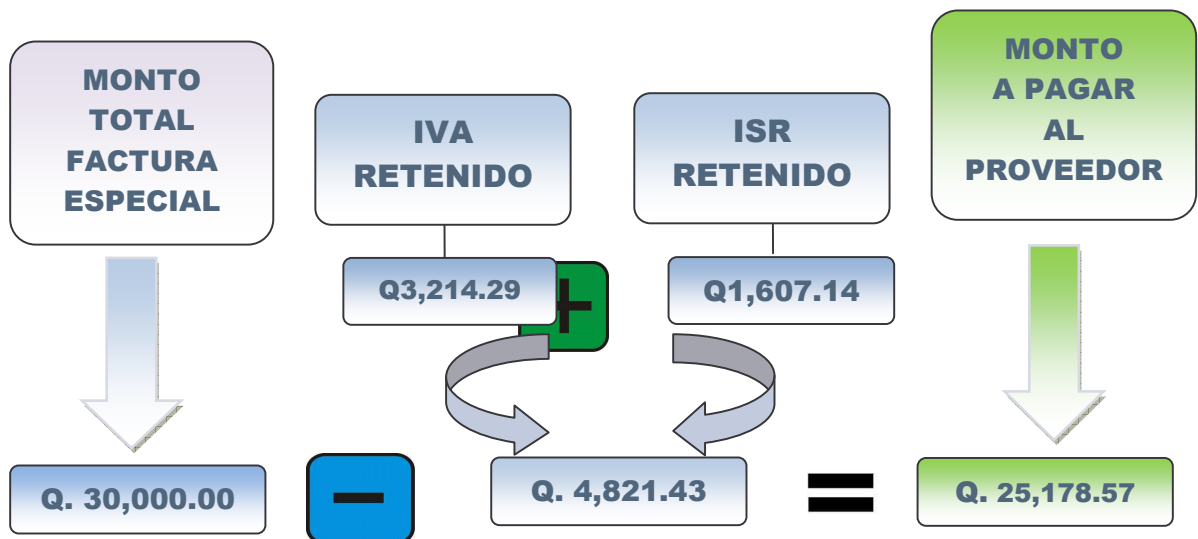 MONTO
TOTAL
FACTURA
ESPECIAL
IVA
RETENIDO
ISR
RETENIDO
MONTO
A PAGAR
AL
PROVEEDOR
Q3,214.29
+
Q1,607.14
Q. 30,000.00
−
Q. 4,821.43
=
Q. 25,178.57